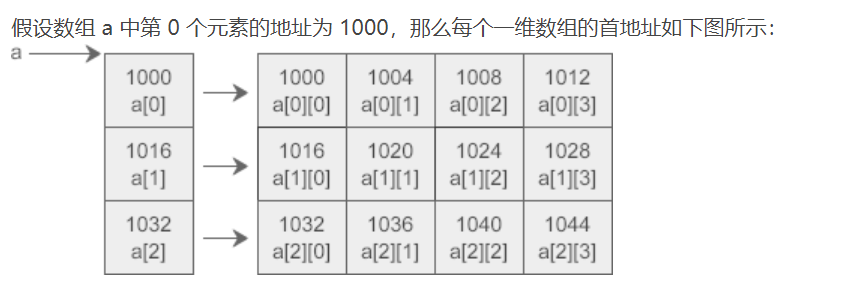 假设数组 a 中第 0 个元素的地址为 1000，那么每个一维数组的首地址如下图所示：
a
1000 1000 1004 1008 1012
a[0] a[0][0] a[0][1] a[0][2] a[0][3]
1016 1016 1020 1024 1028
a[1] a[1][0] a[1][1] a[1][2] a[1][3]
1032 1032 1036 1040 1044
a[2] a[2][0] a[2][1] a[2][2] a[2][3]